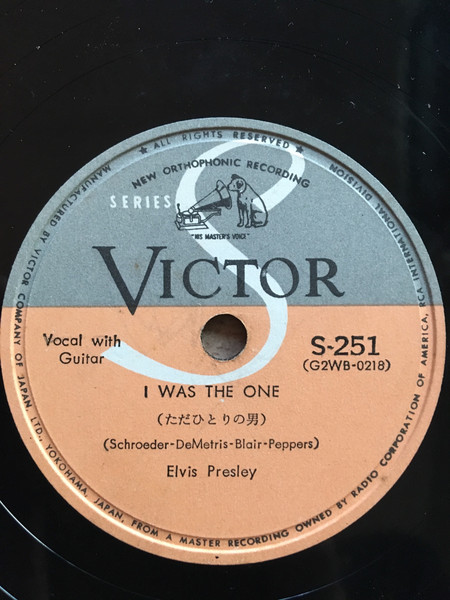 ★ ALL RIGHTS RESERVED ★
NEW ORTHOPHONIC RECORDING
SERIES S
"HIS MASTER'S VOICE"
VICTOR
Vocal with
Guitar
S-251
(G2WB-0218)
I WAS THE ONE
(ただひとりの男)
(Schroeder-DeMetris-Blair-Peppers)
Elvis Presley
MANUFACTURED BY VICTOR COMPANY OF JAPAN, LTD., YOKOHAMA, JAPAN, FROM A MASTER RECORDING OWNED BY RADIO CORPORATION OF AMERICA, RCA INTERNATIONAL DIVISION